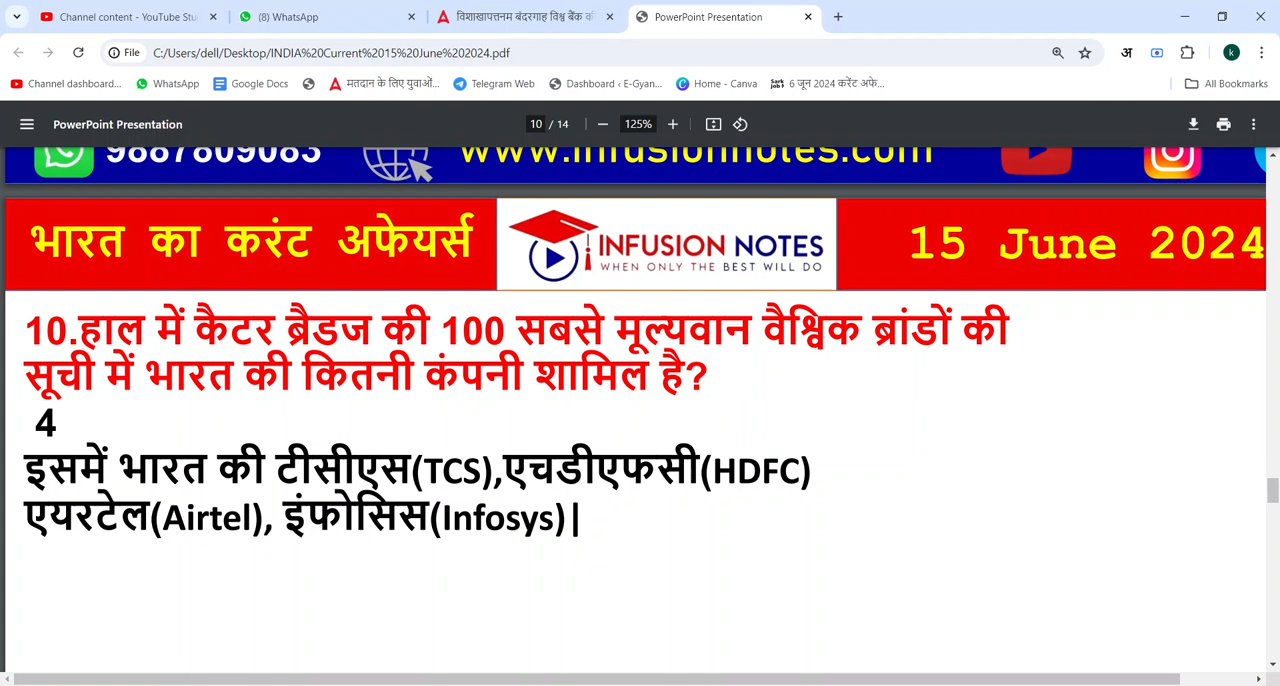 Channel content - YouTube Stu
(8) WhatsApp
विशाखापत्तनम बंदरगाह विश्व बैंक की
PowerPoint Presentation
File
C:/Users/dell/Desktop/INDIA%20Current%2015%20June%202024.pdf
अ
k
Channel dashboard...
WhatsApp
Google Docs
मतदान के लिए युवाओं...
Telegram Web
Dashboard ‹ E-Gyan...
Home - Canva
6 जून 2024 करेंट अफे...
All Bookmarks
PowerPoint Presentation
10 / 14
125%
9887809083
www.infusionnotes.com
भारत का करंट अफेयर्स
INFUSION NOTES
WHEN ONLY THE BEST WILL DO
15 June 2024
10.हाल में कैटर ब्रैडज की 100 सबसे मूल्यवान वैश्विक ब्रांडों की
सूची में भारत की कितनी कंपनी शामिल है?
4
इसमें भारत की टीसीएस(TCS),एचडीएफसी(HDFC)
एयरटेल(Airtel), इंफोसिस(Infosys)|